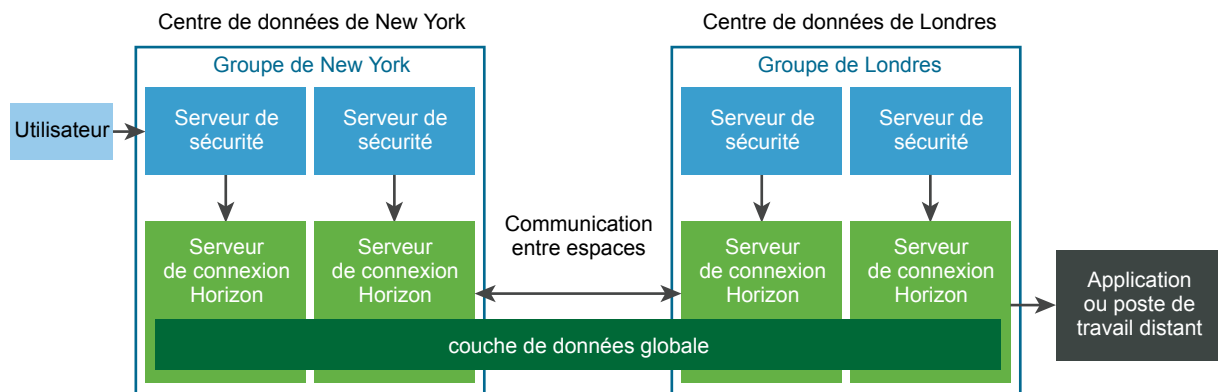 Centre de données de New York
Centre de données de Londres
Groupe de New York
Groupe de Londres
Utilisateur
Serveur de
sécurité
Serveur de
sécurité
Serveur de
sécurité
Serveur de
sécurité
Communication
entre espaces
Serveur
de connexion
Horizon
Serveur
de connexion
Horizon
Serveur
de connexion
Horizon
Serveur
de connexion
Horizon
Application
ou poste de
travail distant
couche de données globale